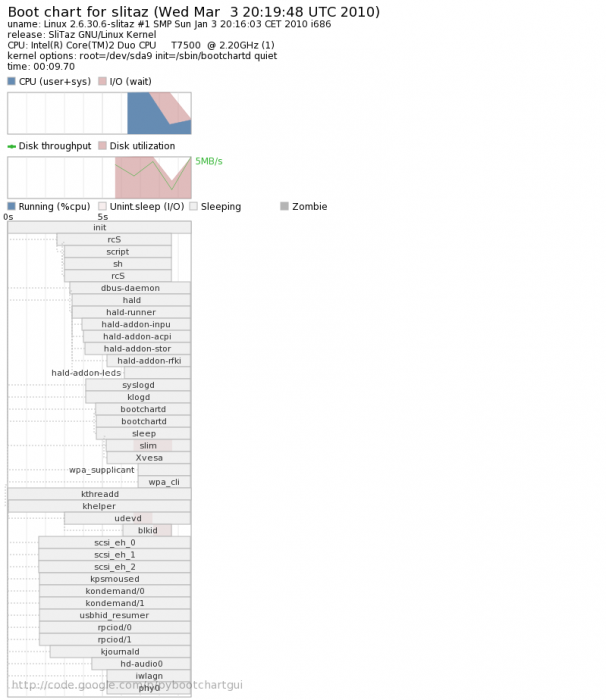 Boot chart for slitaz (Wed Mar  3 20:19:48 UTC 2010)
uname: Linux 2.6.30.6-slitaz #1 SMP Sun Jan 3 20:16:03 CET 2010 i686
release: SliTaz GNU/Linux Kernel
CPU: Intel(R) Core(TM)2 Duo CPU     T7500  @ 2.20GHz (1)
kernel options: root=/dev/sda9 init=/sbin/bootchartd quiet
time: 00:09.70
CPU (user+sys) I/O (wait)
Disk throughput Disk utilization
5MB/s
Running (%cpu) Unint.sleep (I/O) Sleeping Zombie
0s 5s
init
rcS
script
sh
rcS
dbus-daemon
hald
hald-runner
hald-addon-inpu
hald-addon-acpi
hald-addon-stor
hald-addon-rfki
hald-addon-leds
syslogd
klogd
bootchartd
bootchartd
sleep
slim
Xvesa
wpa_supplicant
wpa_cli
kthreadd
khelper
udevd
blkid
scsi_eh_0
scsi_eh_1
scsi_eh_2
kpsmoused
kondemand/0
kondemand/1
usbhid_resumer
rpciod/0
rpciod/1
kjournald
hd-audio0
iwlagn
phy0
http://code.google.com/p/pybootchartgui